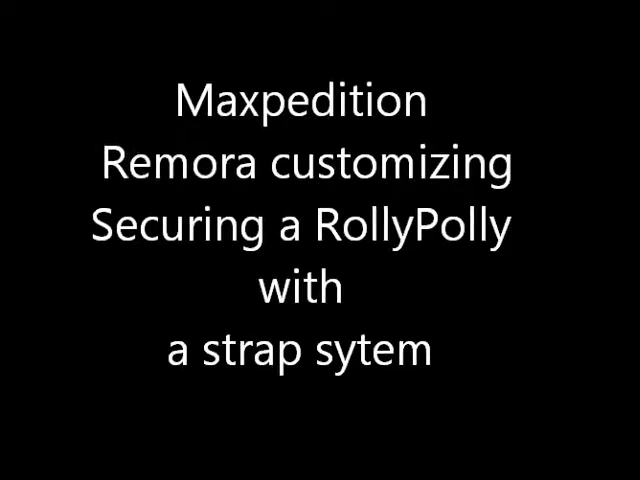 Maxpedition
Remora customizing
Securing a RollyPolly
with
a strap sytem